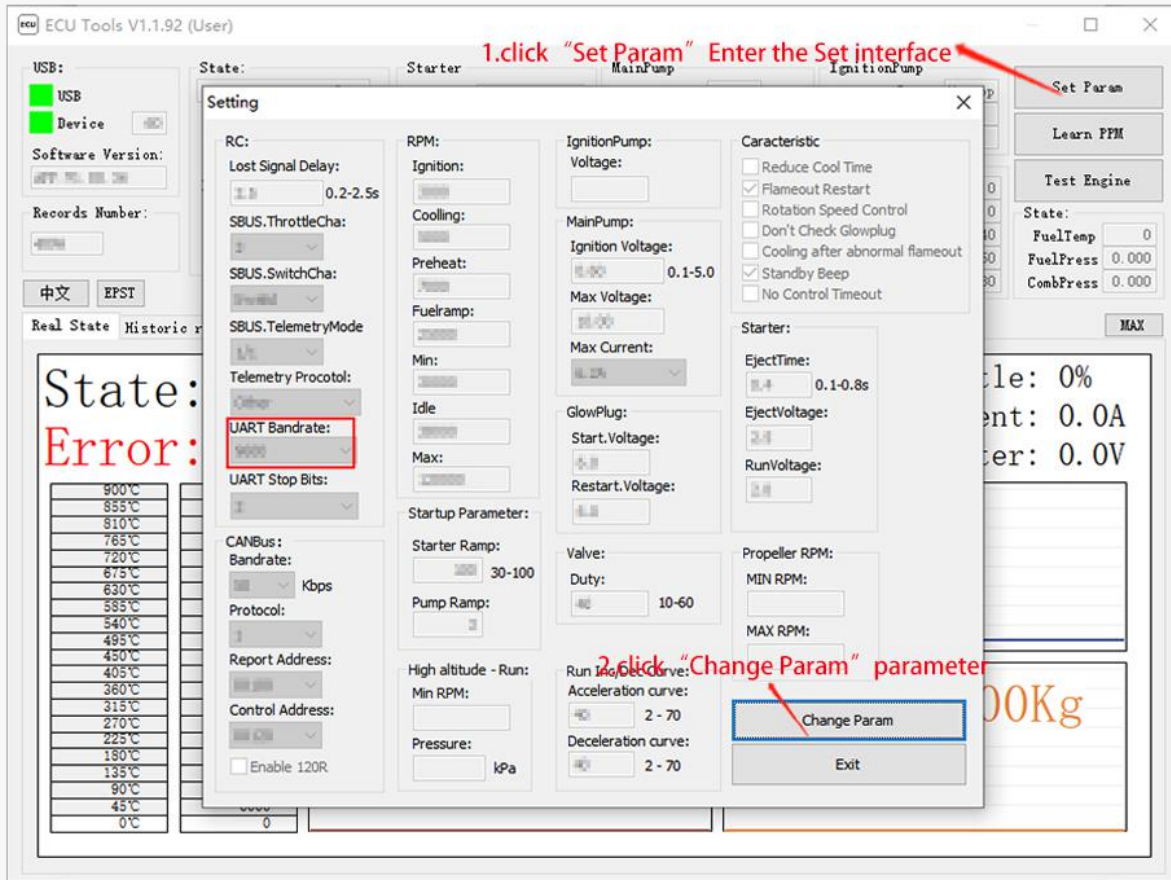 ECU Tools V1.1.92 (User)
1.click “Set Param” Enter the Set interface
USB:
State:
Starter
MainPump
IgnitionPump
Set Param
USB
Device
Learn PPM
Software Version:
Test Engine
Records Number:
State:
FuelTemp 0
FuelPress 0.000
CombPress 0.000
中文
EPST
MAX
Real State
Historic r
State:
Error:
tle: 0%
ent: 0.0A
ter: 0.0V
00Kg
900℃
855℃
810℃
765℃
720℃
675℃
630℃
585℃
540℃
495℃
450℃
405℃
360℃
315℃
270℃
225℃
180℃
135℃
90℃
45℃
0℃
0
Setting
RC:
Lost Signal Delay:
0.2-2.5s
SBUS.ThrottleCha:
SBUS.SwitchCha:
SBUS.TelemetryMode
Telemetry Procotol:
UART Bandrate:
9600
UART Stop Bits:
CANBus:
Bandrate:
Kbps
Protocol:
Report Address:
Control Address:
Enable 120R
RPM:
Ignition:
Cooling:
Preheat:
Fuelramp:
Min:
Idle
Max:
Startup Parameter:
Starter Ramp:
30-100
Pump Ramp:
High altitude - Run:
Min RPM:
Pressure:
kPa
IgnitionPump:
Voltage:
MainPump:
Ignition Voltage:
0.1-5.0
Max Voltage:
Max Current:
GlowPlug:
Start.Voltage:
Restart.Voltage:
Valve:
Duty:
10-60
Run Inc/Dec Curve:
Acceleration curve:
2 - 70
Deceleration curve:
2 - 70
Caracteristic
Reduce Cool Time
Flameout Restart
Rotation Speed Control
Don't Check Glowplug
Cooling after abnormal flameout
Standby Beep
No Control Timeout
Starter:
EjectTime:
0.1-0.8s
EjectVoltage:
RunVoltage:
Propeller RPM:
MIN RPM:
MAX RPM:
2.click “Change Param” parameter
Change Param
Exit